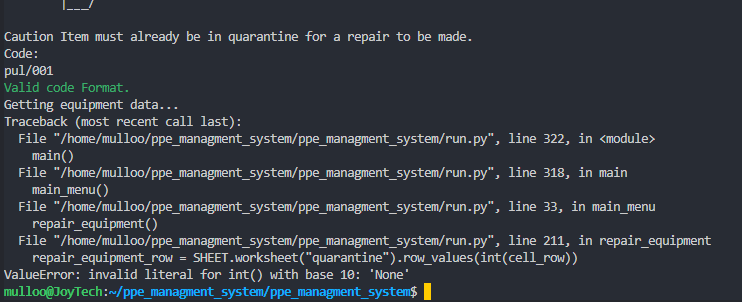 |___/
Caution Item must already be in quarantine for a repair to be made.
Code:
pul/001
Valid code Format.
Getting equipment data...
Traceback (most recent call last):
  File "/home/mulloo/ppe_managment_system/ppe_managment_system/run.py", line 322, in <module>
    main()
  File "/home/mulloo/ppe_managment_system/ppe_managment_system/run.py", line 318, in main
    main_menu()
  File "/home/mulloo/ppe_managment_system/ppe_managment_system/run.py", line 33, in main_menu
    repair_equipment()
  File "/home/mulloo/ppe_managment_system/ppe_managment_system/run.py", line 211, in repair_equipment
    repair_equipment_row = SHEET.worksheet("quarantine").row_values(int(cell_row))
ValueError: invalid literal for int() with base 10: 'None'
mulloo@JoyTech:~/ppe_managment_system/ppe_managment_system$